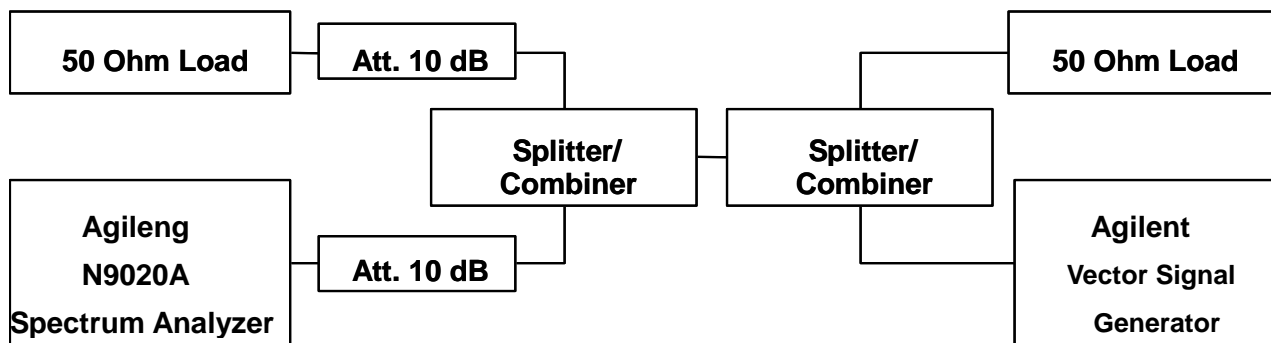 50 Ohm Load
Att. 10 dB
50 Ohm Load
Splitter/
Combiner
Splitter/
Combiner
Agileng
N9020A
Spectrum Analyzer
Att. 10 dB
Agilent
Vector Signal
Generator